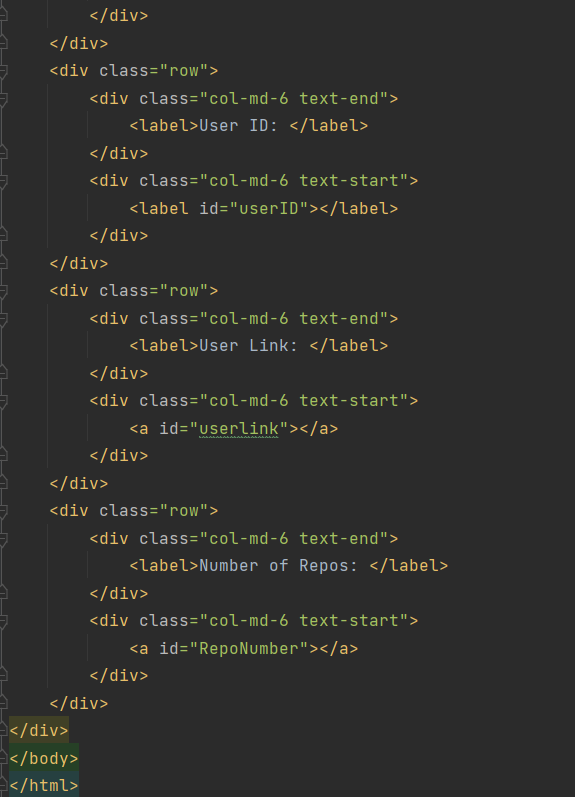 </div>
    </div>
    <div class="row">
        <div class="col-md-6 text-end">
            <label>User ID: </label>
        </div>
        <div class="col-md-6 text-start">
            <label id="userID"></label>
        </div>
    </div>
    <div class="row">
        <div class="col-md-6 text-end">
            <label>User Link: </label>
        </div>
        <div class="col-md-6 text-start">
            <a id="userlink"></a>
        </div>
    </div>
    <div class="row">
        <div class="col-md-6 text-end">
            <label>Number of Repos: </label>
        </div>
        <div class="col-md-6 text-start">
            <a id="RepoNumber"></a>
        </div>
    </div>
</div>
</body>
</html>